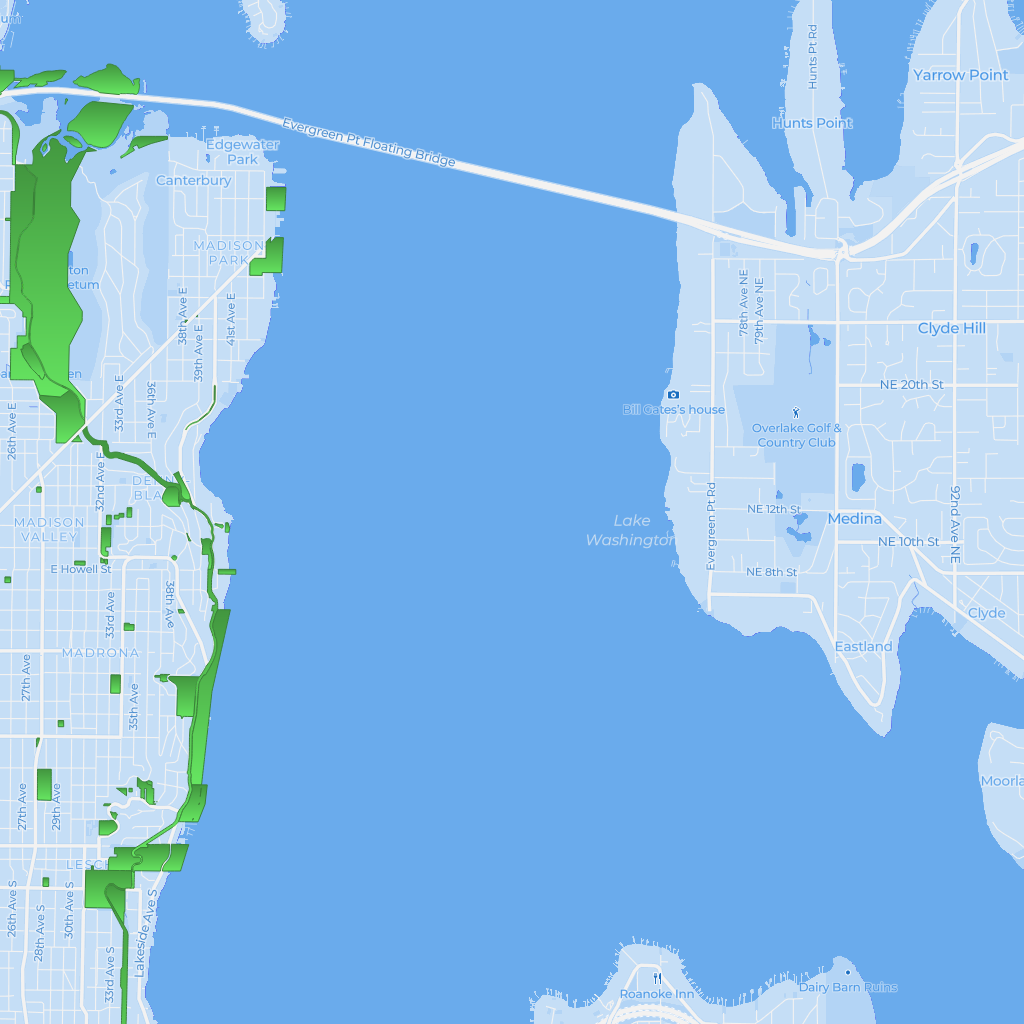 Yarrow Point
Hunts Pt Rd
Hunts Point
Evergreen Pt Floating Bridge
Edgewater
Park
Canterbury
MADISON
PARK
38th Ave E
39th Ave E
41st Ave E
78th Ave NE
79th Ave NE
Clyde Hill
NE 20th St
Bill Gates's house
Overlake Golf &
Country Club
26th Ave E
33rd Ave E
36th Ave E
32nd Ave E
MADISON
VALLEY
Lake
Washington
Evergreen Pt Rd
NE 12th St
Medina
92nd Ave NE
NE 10th St
NE 8th St
E Howell St
33rd Ave
38th Ave
MADRONA
Clyde
Eastland
27th Ave
35th Ave
27th Ave
29th Ave
26th Ave S
28th Ave S
30th Ave S
33rd Ave S
Lakeside Ave S
Roanoke Inn
Dairy Barn Ruins